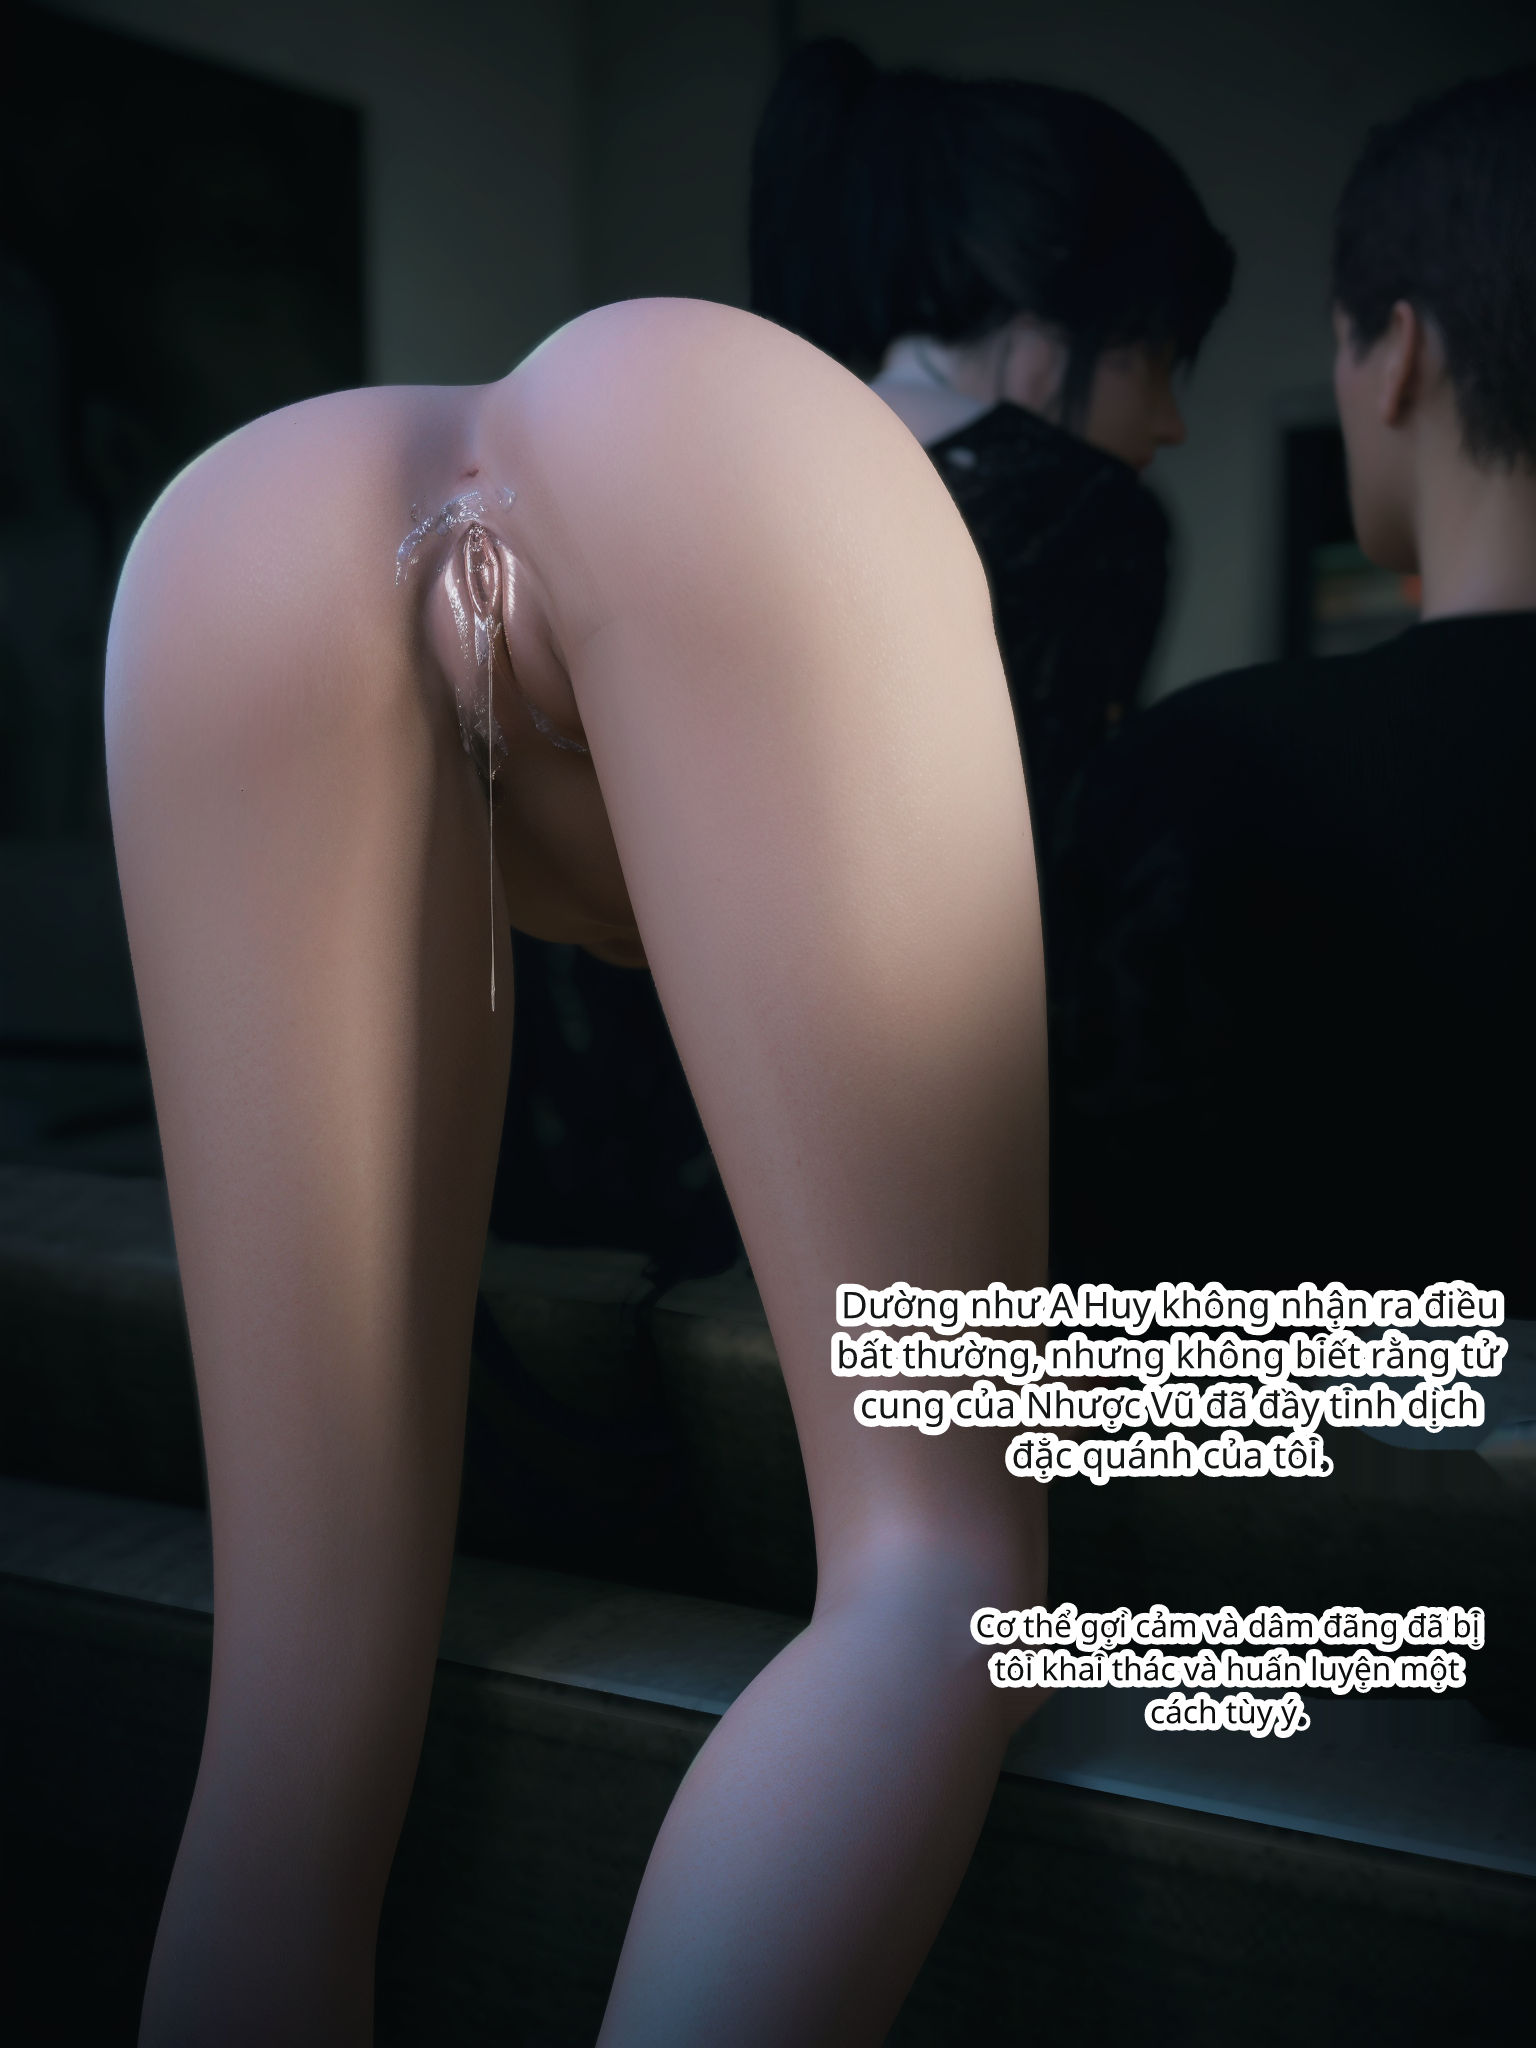 Dường như A Huy không nhận ra điều
bất thường, nhưng không biết rằng tử
cung của Nhược Vũ đã đầy tinh dịch
đặc quánh của tôi.
Cơ thể gợi cảm và dâm đãng đã bị
tôi khai thác và huấn luyện một
cách tùy ý.